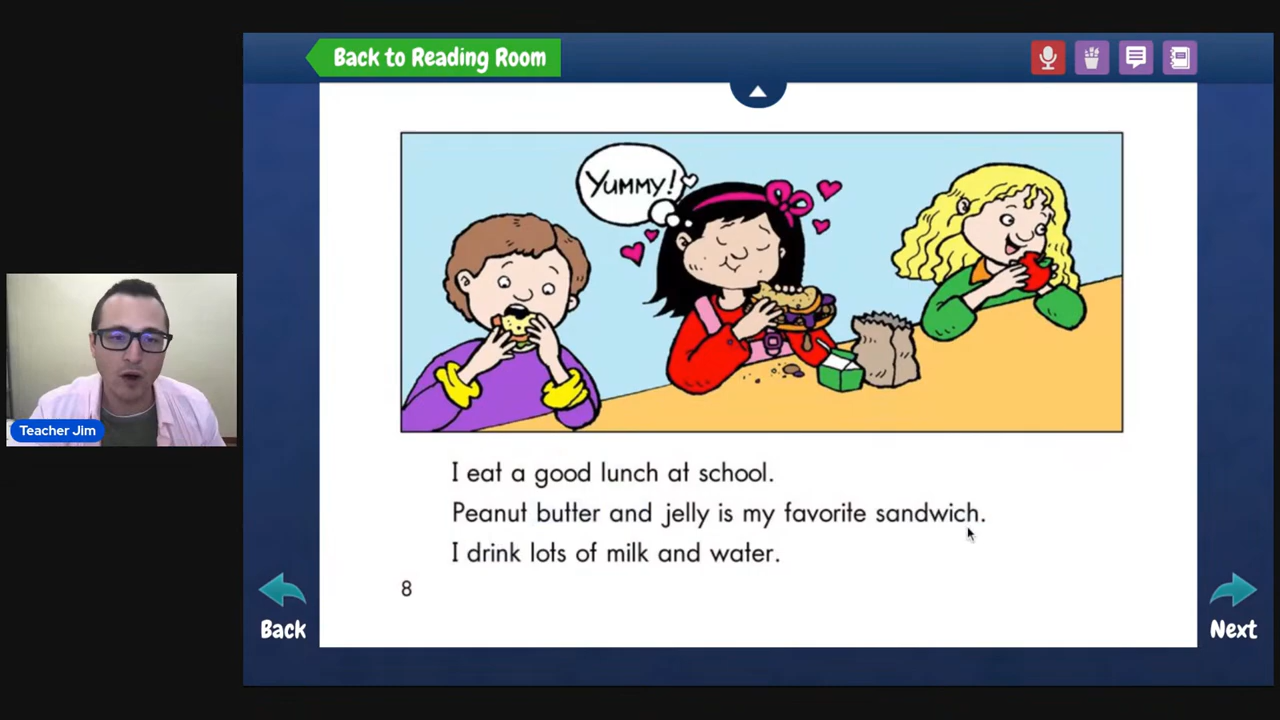 Back to Reading Room
YUMMY!
Teacher Jim
I eat a good lunch at school.
Peanut butter and jelly is my favorite sandwich.
I drink lots of milk and water.
8
Back
Next